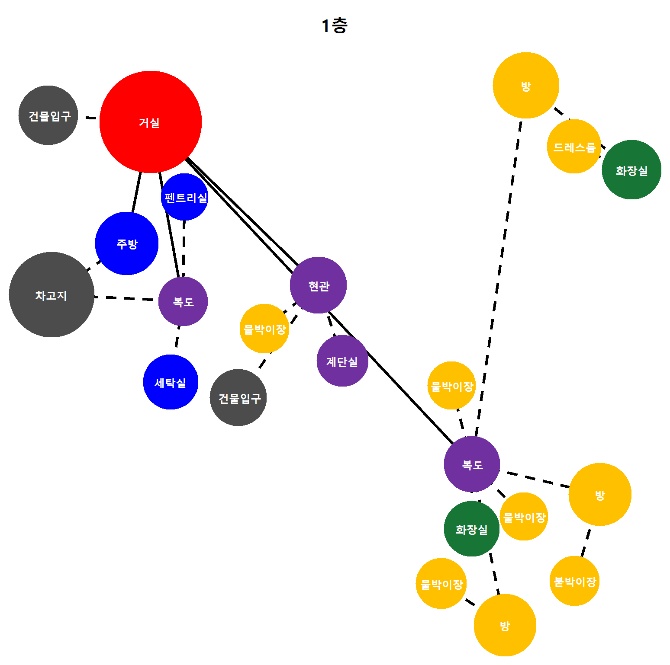 1층
방
건물입구
거실
드레스룸
화장실
펜트리실
주방
현관
차고지
복도
붙박이장
계단실
세탁실
붙박이장
건물입구
복도
방
붙박이장
화장실
붙박이장
붙박이장
방